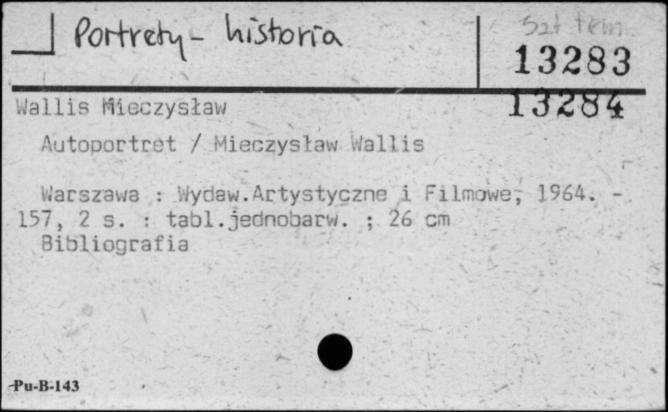 Portrety - historia
13283
13284
Wallis Mieczysław
Autoportret / Mieczysław Wallis
Warszawa : Wydaw.Artystyczne i Filmowe, 1964. -
157, 2 s. : tabl.jednobarw. ; 26 cm
Bibliografia
Pu-B-143